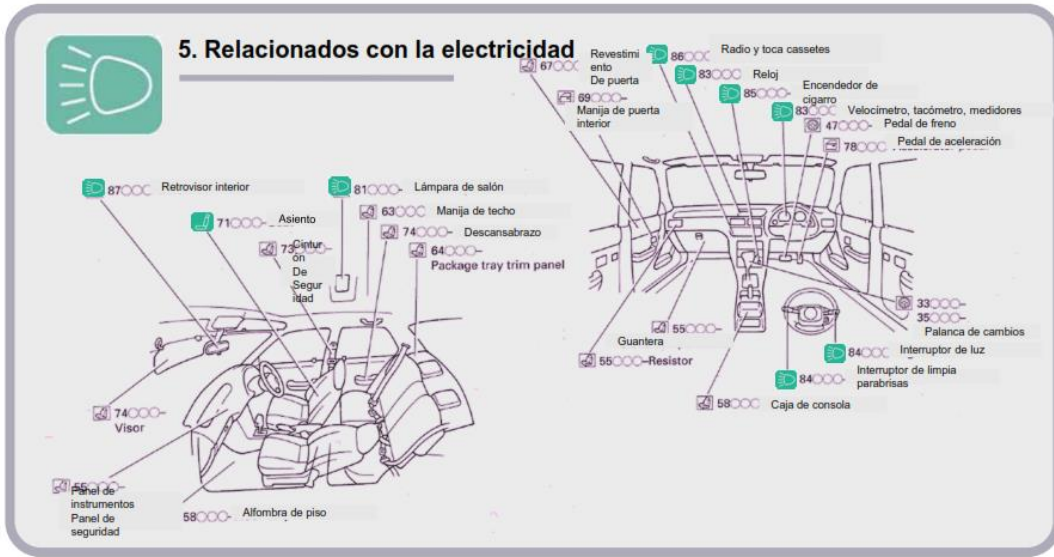 5. Relacionados con la electricidad
67○○○
Revestimi
ento
De puerta
86○○○
Radio y toca cassetes
83○○○ Reloj
69○○○-
Manija de puerta
interior
85○○○-
Encendedor de
cigarro
83○○○ Velocímetro, tacómetro, medidores
47○○○- Pedal de freno
78○○○ Pedal de aceleración
87○○○ Retrovisor interior
81○○○- Lámpara de salón
71○○○- Asiento
63○○○ Manija de techo
74○○○- Descansabrazo
73
Cintur
ón
De
Segur
idad
64○○○-
Package tray trim panel
33○○○-
35○○○-
Palanca de cambios
55○○○-
Guantera
55○○○-Resistor
84○○○ Interruptor de luz
84○○○- Interruptor de limpia
parabrisas
58○○○ Caja de consola
74○○○-
Visor
55○○○-
Panel de
instrumentos
Panel de
seguridad
58○○○- Alfombra de piso